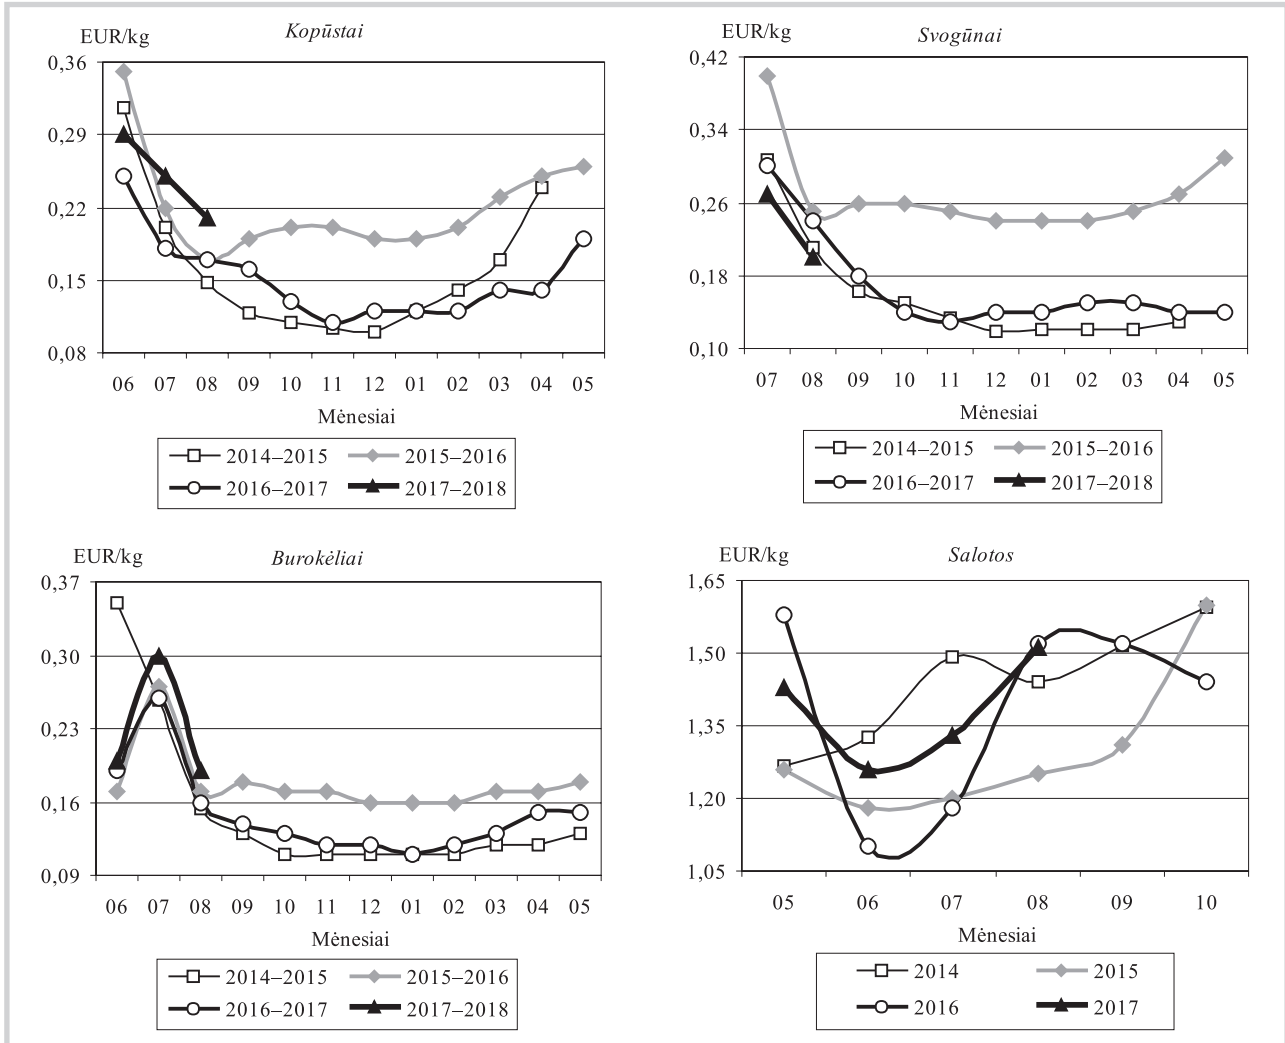 Kopūstai
EUR/kg
0,36
0,29
0,22
0,15
0,08
06 07 08 09 10 11 12 01 02 03 04 05
Mėnesiai
2014–2015 2015–2016
2016–2017 2017–2018
Svogūnai
EUR/kg
0,42
0,34
0,26
0,18
0,10
07 08 09 10 11 12 01 02 03 04 05
Mėnesiai
2014–2015 2015–2016
2016–2017 2017–2018
Burokėliai
EUR/kg
0,37
0,30
0,23
0,16
0,09
06 07 08 09 10 11 12 01 02 03 04 05
Mėnesiai
2014–2015 2015–2016
2016–2017 2017–2018
Salotos
EUR/kg
1,65
1,50
1,35
1,20
1,05
05 06 07 08 09 10
Mėnesiai
2014 2015
2016 2017